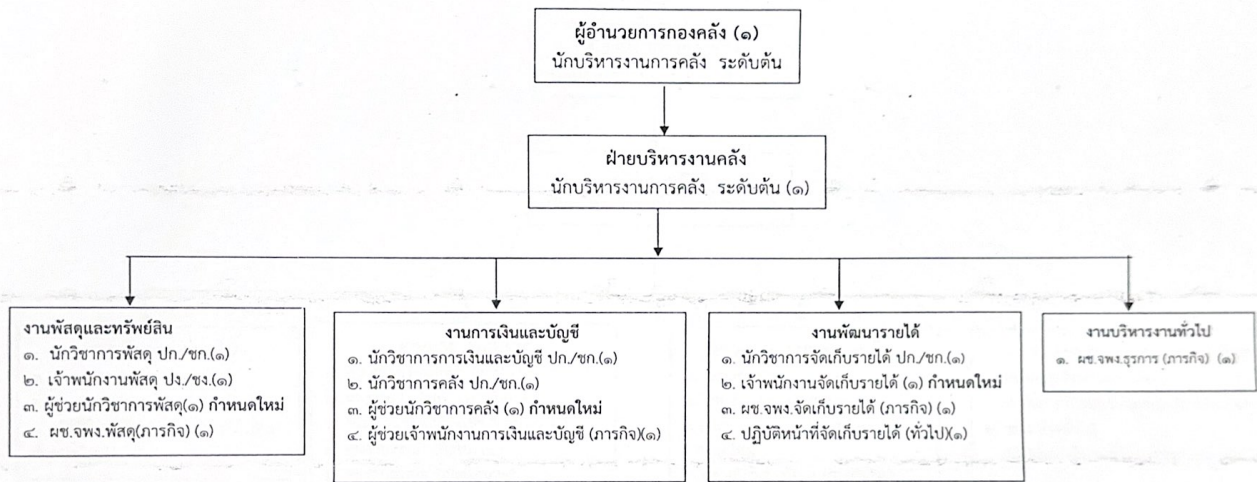 ผู้อำนวยการกองคลัง (๑)
นักบริหารงานการคลัง ระดับต้น
ฝ่ายบริหารงานคลัง
นักบริหารงานการคลัง ระดับต้น (๑)
งานพัสดุและทรัพย์สิน
๑. นักวิชาการพัสดุ ปก./ชก.(๑)
๒. เจ้าพนักงานพัสดุ ปง./ชง.(๑)
๓. ผู้ช่วยนักวิชาการพัสดุ(๑) กำหนดใหม่
๔. ผช.จพง.พัสดุ(ภารกิจ) (๑)
งานการเงินและบัญชี
๑. นักวิชาการการเงินและบัญชี ปก./ชก.(๑)
๒. นักวิชาการคลัง ปก./ชก.(๑)
๓. ผู้ช่วยนักวิชาการคลัง (๑) กำหนดใหม่
๔. ผู้ช่วยเจ้าพนักงานการเงินและบัญชี (ภารกิจ)(๑)
งานพัฒนารายได้
๑. นักวิชาการจัดเก็บรายได้ ปก./ชก.(๑)
๒. เจ้าพนักงานจัดเก็บรายได้ (๑) กำหนดใหม่
๓. ผช.จพง.จัดเก็บรายได้ (ภารกิจ) (๑)
๔. ปฏิบัติหน้าที่จัดเก็บรายได้ (ทั่วไป)(๑)
งานบริหารงานทั่วไป
๑. ผช.จพง.ธุรการ (ภารกิจ) (๑)